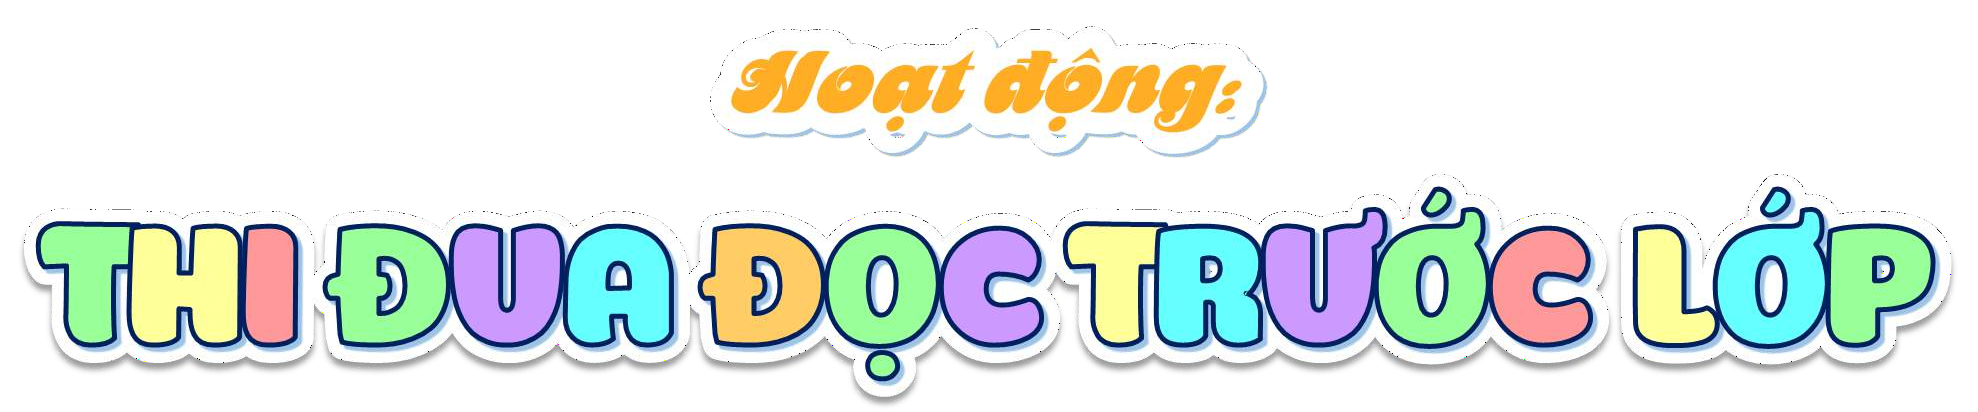 Hoạt động:
THI ĐUA ĐỌC TRƯỚC LỚP